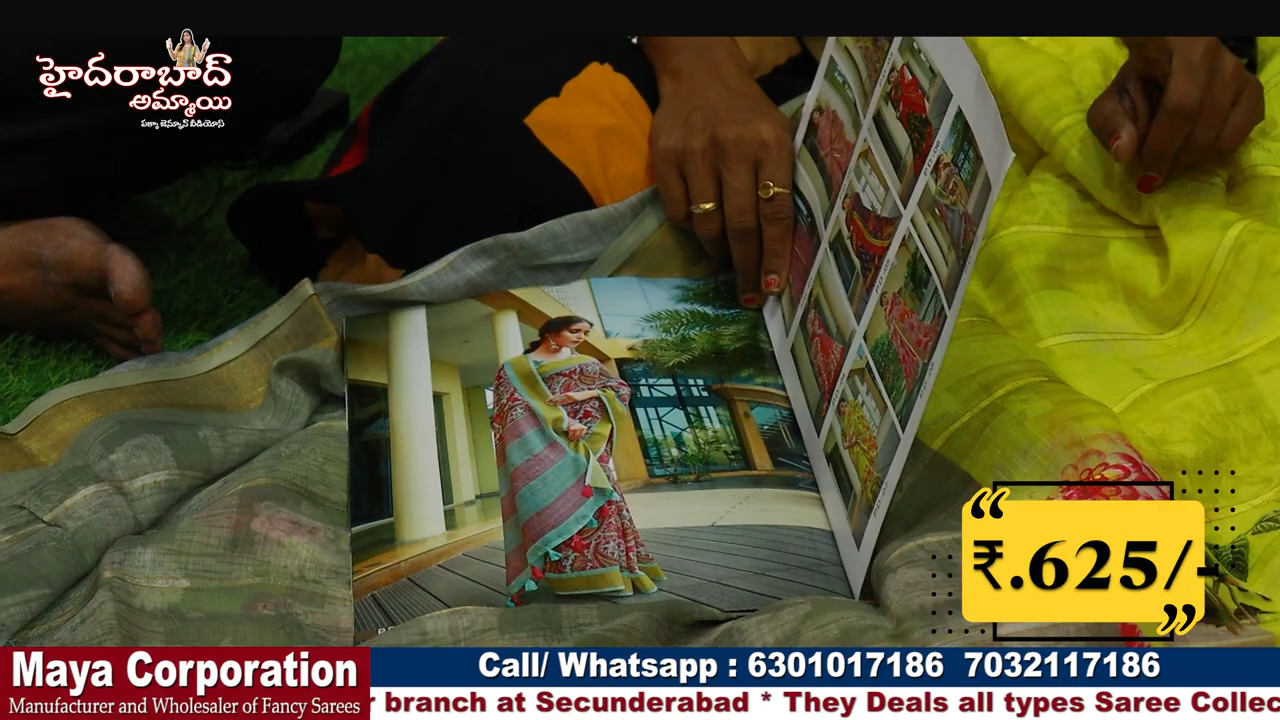 హైదరాబాద్
అమ్మాయి
పక్కా జెన్యూన్ వీడియోస్
“
₹.625/-
”
Maya Corporation
Manufacturer and Wholesaler of Fancy Sarees
Call/ Whatsapp : 6301017186 7032117186
branch at Secunderabad * They Deals all types Saree